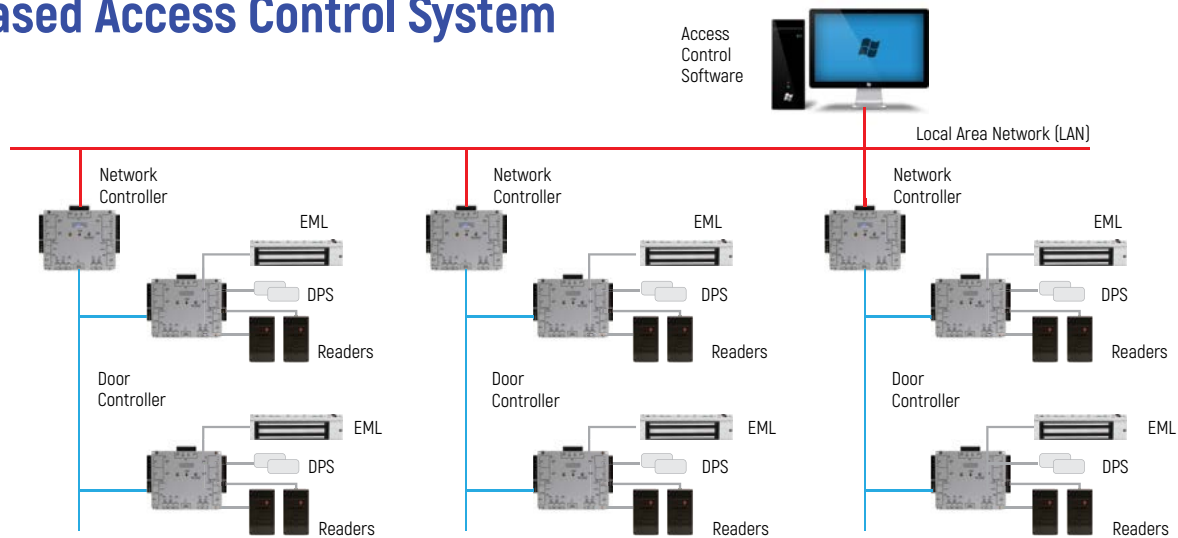 ased Access Control System
Access
Control
Software
Local Area Network (LAN)
Network
Controller
Network
Controller
Network
Controller
EML
EML
EML
DPS
DPS
DPS
Readers
Readers
Readers
Door
Controller
Door
Controller
Door
Controller
EML
EML
EML
DPS
DPS
DPS
Readers
Readers
Readers